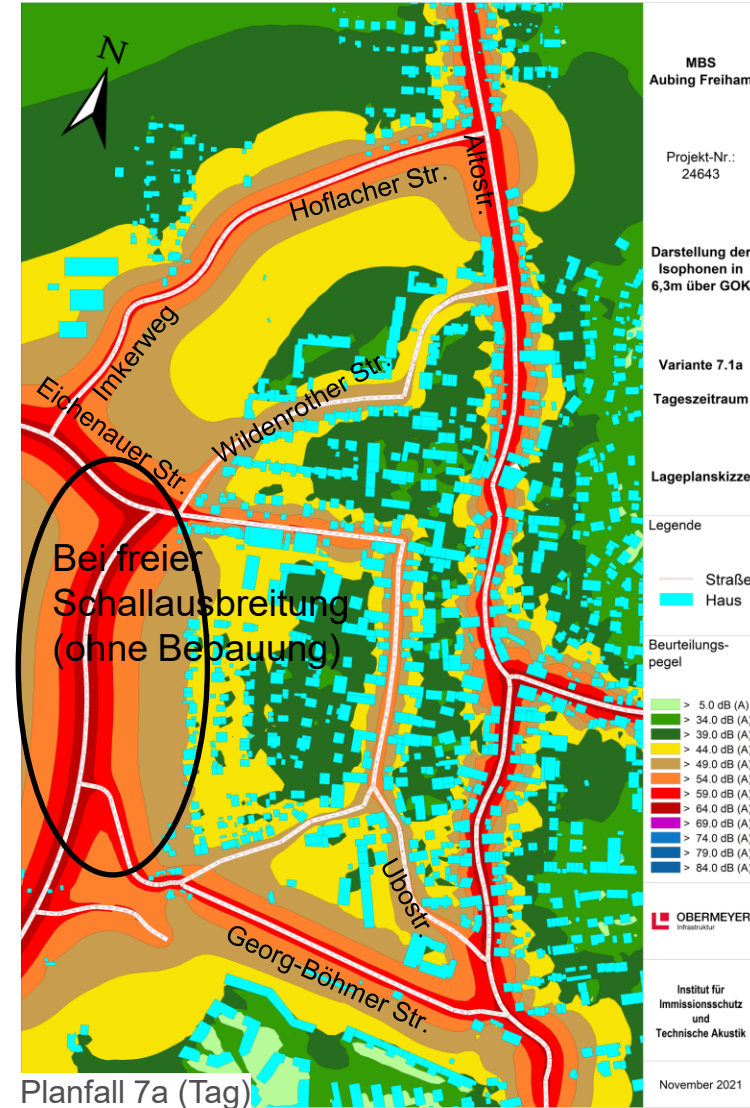 N
Hoflacher Str.
Altostr.
Imkerweg
Eichenauer Str.
Wildenrother Str.
Bei freier
Schallausbreitung
(ohne Bebauung)
Ubostr.
Georg-Böhmer Str.
Planfall 7a (Tag)
MBS
Aubing Freiham
Projekt-Nr.:
24643
Darstellung der
Isophonen in
6,3m über GOK
Variante 7.1a
Tageszeitraum
Lageplanskizze
Legende
Straße
Haus
Beurteilungs-
pegel
> 5.0 dB (A)
> 34.0 dB (A)
> 39.0 dB (A)
> 44.0 dB (A)
> 49.0 dB (A)
> 54.0 dB (A)
> 59.0 dB (A)
> 64.0 dB (A)
> 69.0 dB (A)
> 74.0 dB (A)
> 79.0 dB (A)
> 84.0 dB (A)
OBERMEYER
Infrastruktur
Institut für
Immissionsschutz
und
Technische Akustik
November 2021